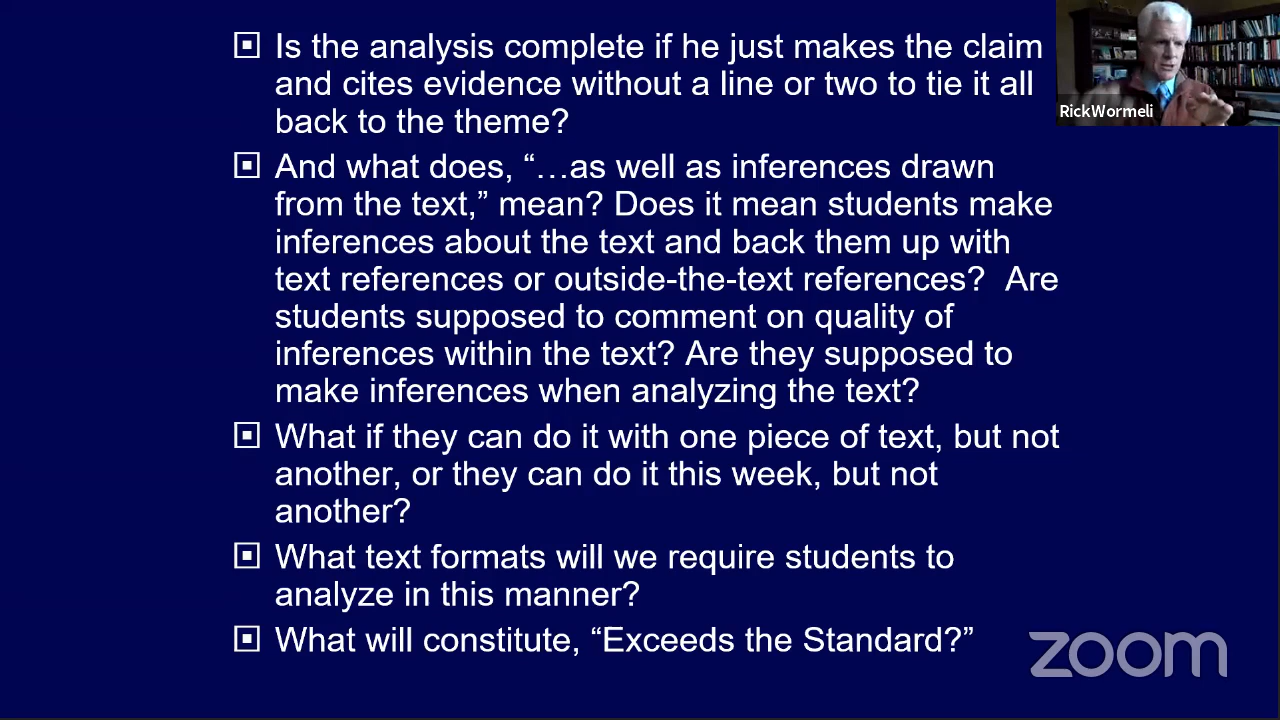 Is the analysis complete if he just makes the claim
and cites evidence without a line or two to tie it all
back to the theme?
And what does, “…as well as inferences drawn
from the text,” mean? Does it mean students make
inferences about the text and back them up with
text references or outside-the-text references?  Are
students supposed to comment on quality of
inferences within the text? Are they supposed to
make inferences when analyzing the text?
What if they can do it with one piece of text, but not
another, or they can do it this week, but not
another?
What text formats will we require students to
analyze in this manner?
What will constitute, “Exceeds the Standard?”
RickWormeli
zoom